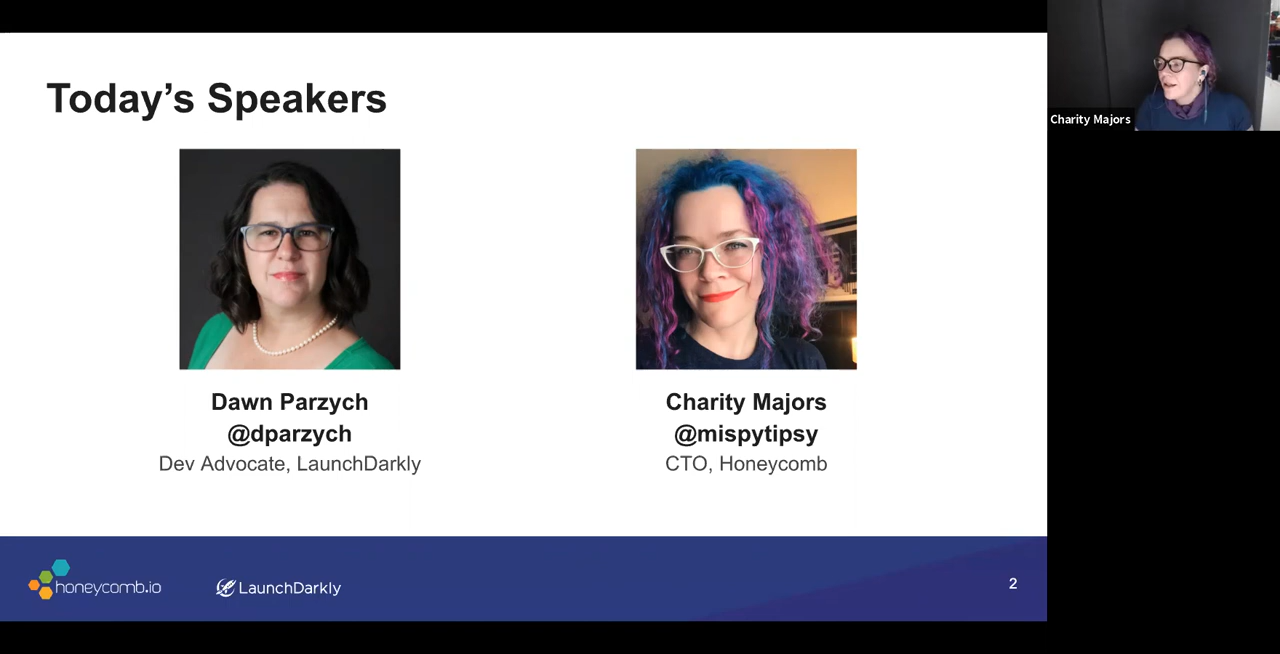 Today's Speakers
Charity Majors
Dawn Parzych
@dparzych
Dev Advocate, LaunchDarkly
Charity Majors
@mispytipsy
CTO, Honeycomb
honeycomb.io
LaunchDarkly
2